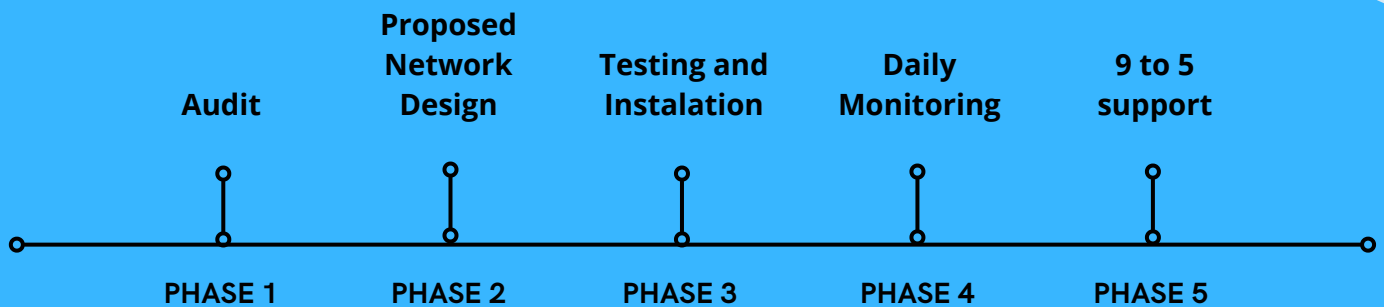 Audit
Proposed
Network
Design
Testing and
Instalation
Daily
Monitoring
9 to 5
support
PHASE 1
PHASE 2
PHASE 3
PHASE 4
PHASE 5